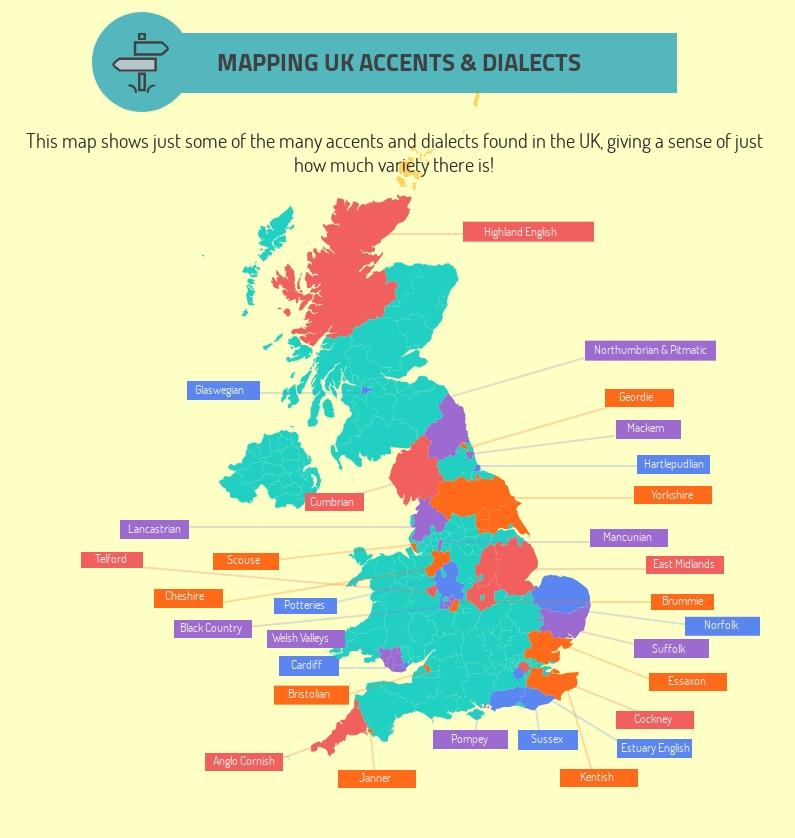 MAPPING UK ACCENTS & DIALECTS
This map shows just some of the many accents and dialects found in the UK, giving a sense of just
how much variety there is!
Highland English
Northumbrian & Pitmatic
Glaswegian
Geordie
Mackem
Hartlepudlian
Yorkshire
Cumbrian
Lancastrian
Mancunian
Telford
Scouse
East Midlands
Cheshire
Potteries
Brummie
Black Country
Norfolk
Welsh Valleys
Suffolk
Cardiff
Essaxon
Bristolian
Cockney
Pompey
Sussex
Estuary English
Anglo Cornish
Janner
Kentish